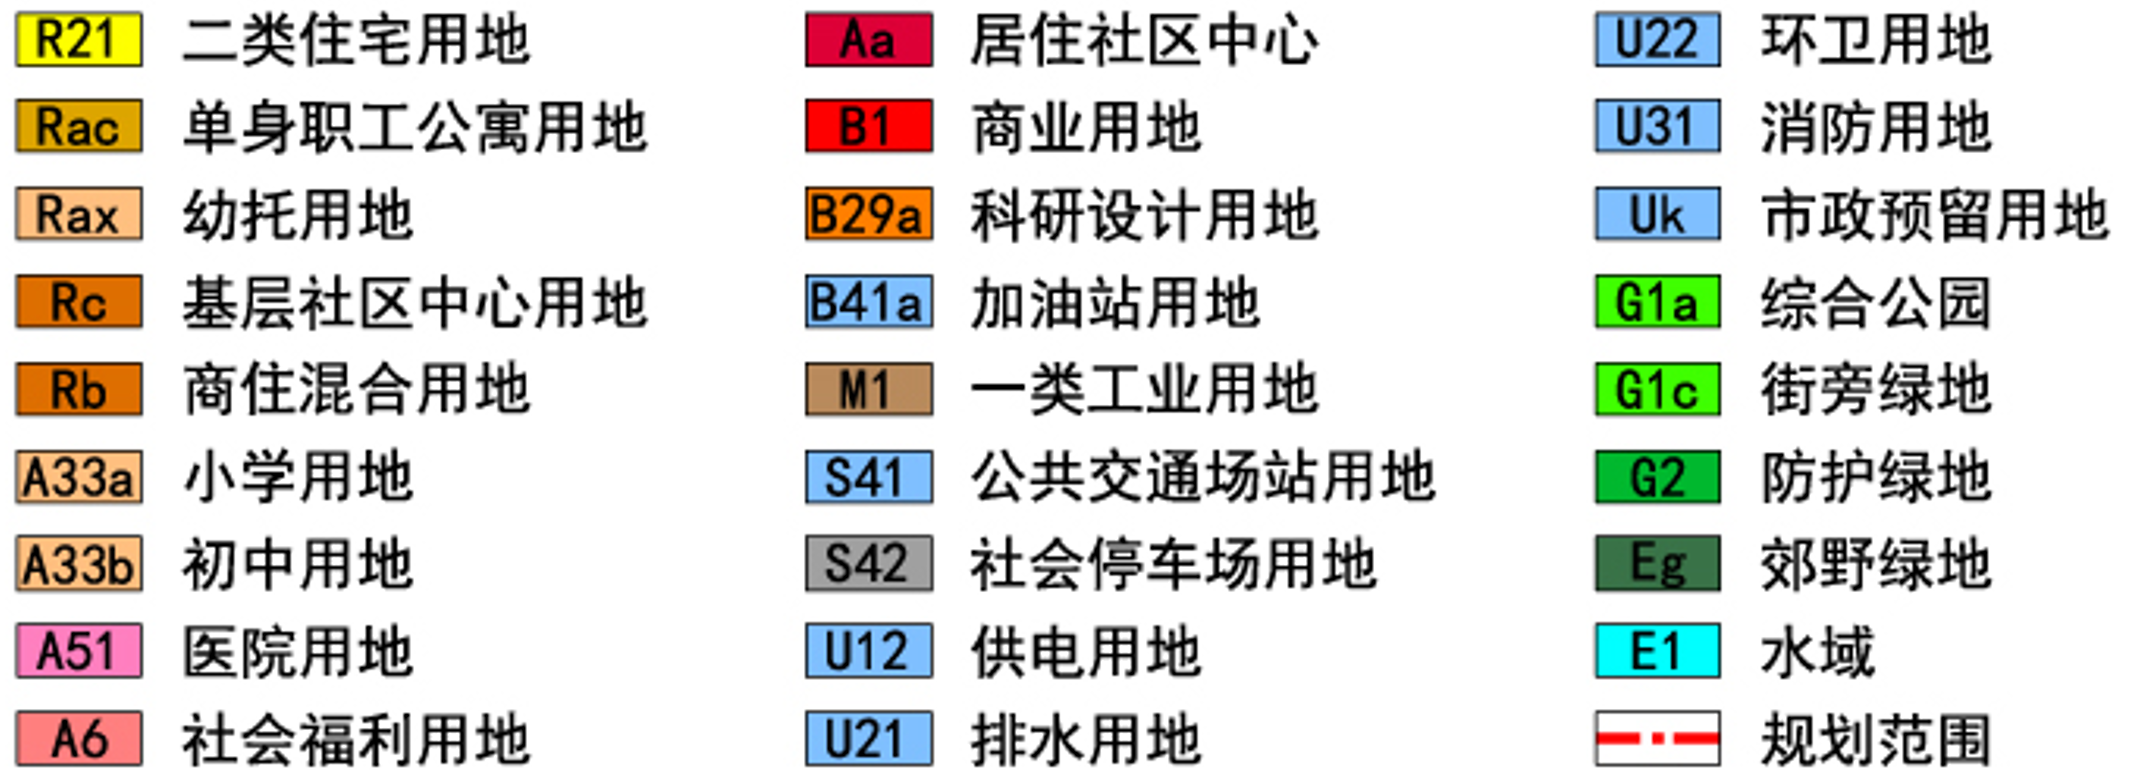 R21 二类住宅用地
Rac 单身职工公寓用地
Rax 幼托用地
Rc 基层社区中心用地
Rb 商住混合用地
A33a 小学用地
A33b 初中用地
A51 医院用地
A6 社会福利用地
Aa 居住社区中心
B1 商业用地
B29a 科研设计用地
B41a 加油站用地
M1 一类工业用地
S41 公共交通场站用地
S42 社会停车场用地
U12 供电用地
U21 排水用地
U22 环卫用地
U31 消防用地
Uk 市政预留用地
G1a 综合公园
G1c 街旁绿地
G2 防护绿地
Eg 郊野绿地
E1 水域
规划范围